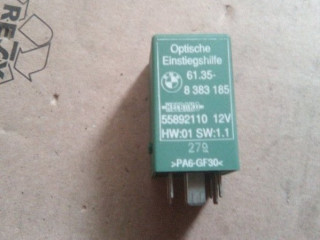 Optische
Einstiegshilfe
61.35-
8 383 185
55892110 12V
HW:01 SW:1.1
279
>PA6-GF30<